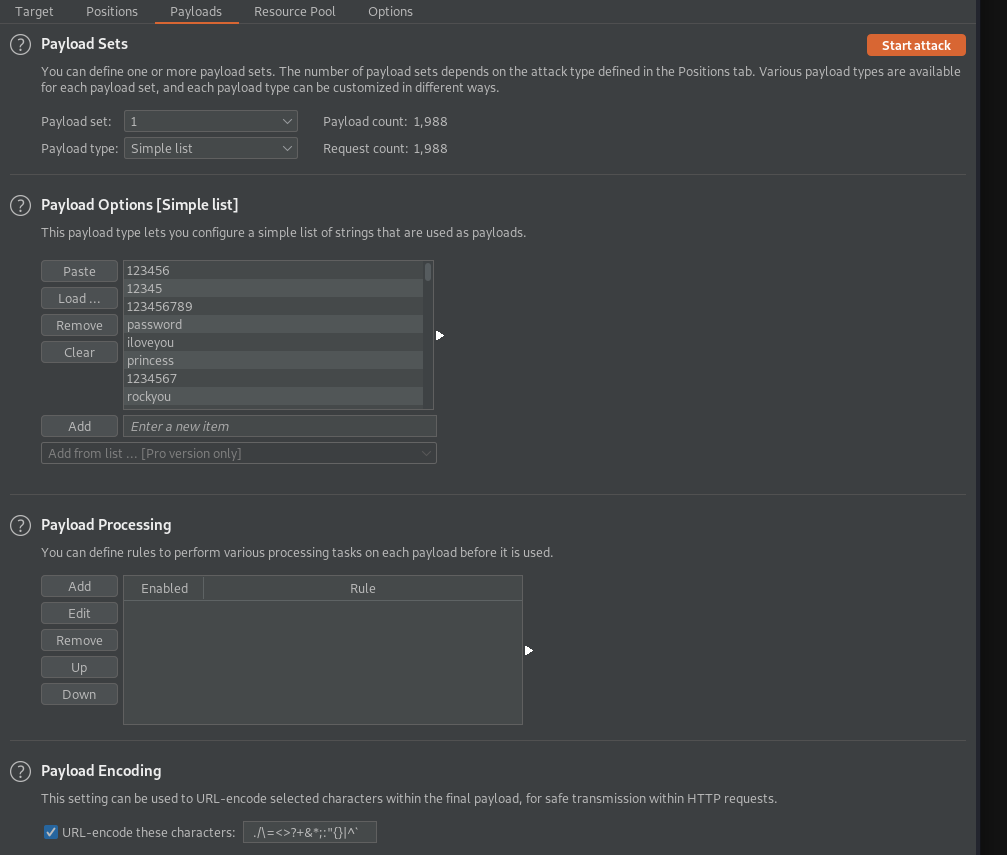 Target Positions Payloads Resource Pool Options
? Payload Sets Start attack
You can define one or more payload sets. The number of payload sets depends on the attack type defined in the Positions tab. Various payload types are available
for each payload set, and each payload type can be customized in different ways.
Payload set: 1 Payload count: 1,988
Payload type: Simple list Request count: 1,988
? Payload Options [Simple list]
This payload type lets you configure a simple list of strings that are used as payloads.
Paste 123456
12345
Load ... 123456789
Remove password
iloveyou
Clear princess
1234567
rockyou
Add Enter a new item
Add from list ... [Pro version only]
? Payload Processing
You can define rules to perform various processing tasks on each payload before it is used.
Add Enabled Rule
Edit
Remove
Up
Down
? Payload Encoding
This setting can be used to URL-encode selected characters within the final payload, for safe transmission within HTTP requests.
URL-encode these characters: ./\=<>?+&*;:"{}|^`